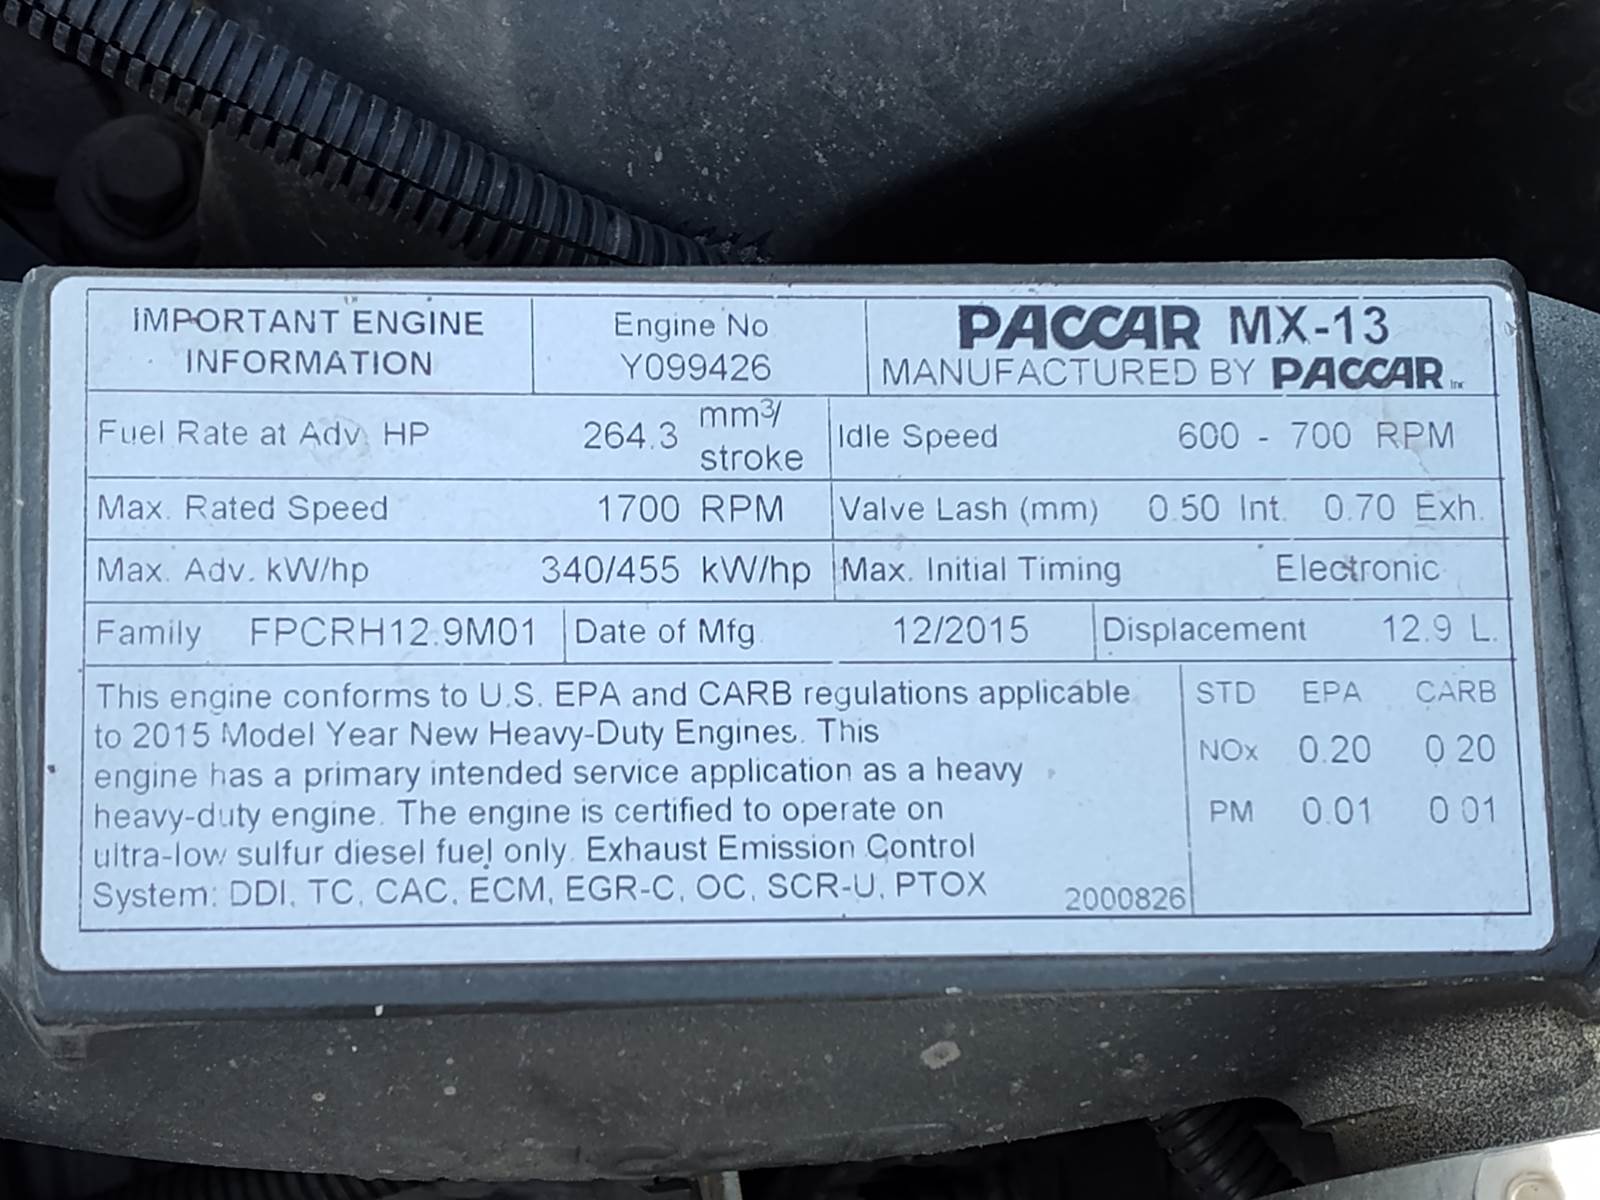 IMPORTANT ENGINE
INFORMATION
Engine No
Y099426
PACCAR MX-13
MANUFACTURED BY PACCAR Inc
Fuel Rate at Adv. HP 264.3 mm³/
stroke
Idle Speed 600 - 700 RPM
Max. Rated Speed 1700 RPM
Valve Lash (mm) 0.50 Int. 0.70 Exh.
Max. Adv. kW/hp 340/455 kW/hp
Max. Initial Timing Electronic
Family FPCRH12.9M01
Date of Mfg. 12/2015
Displacement 12.9 L.
This engine conforms to U.S. EPA and CARB regulations applicable
to 2015 Model Year New Heavy-Duty Engines. This
engine has a primary intended service application as a heavy
heavy-duty engine. The engine is certified to operate on
ultra-low sulfur diesel fuel only. Exhaust Emission Control
System: DDI, TC, CAC, ECM, EGR-C, OC, SCR-U, PTOX
2000826
STD EPA CARB
NOx 0.20 0.20
PM 0.01 0.01